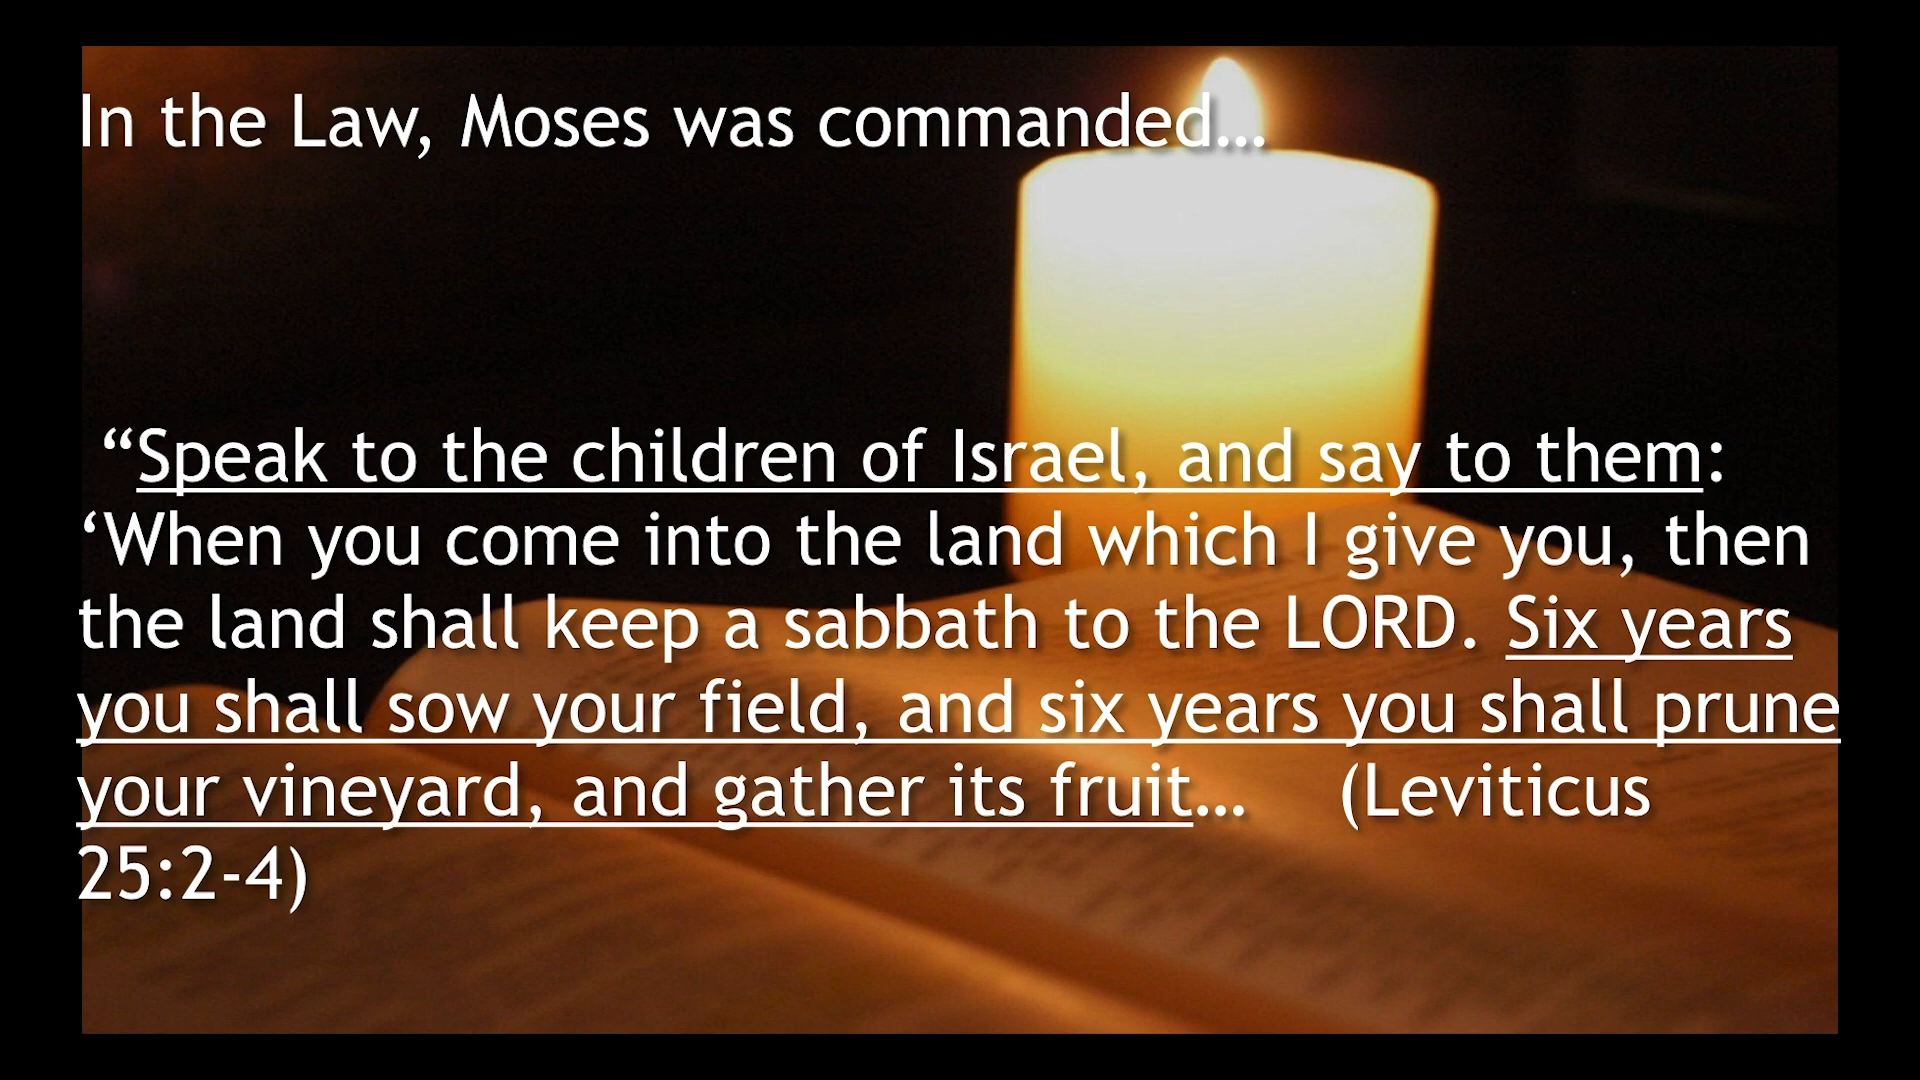 In the Law, Moses was commanded…
“Speak to the children of Israel, and say to them:
‘When you come into the land which I give you, then
the land shall keep a sabbath to the LORD. Six years
you shall sow your field, and six years you shall prune
your vineyard, and gather its fruit… (Leviticus
25:2-4)